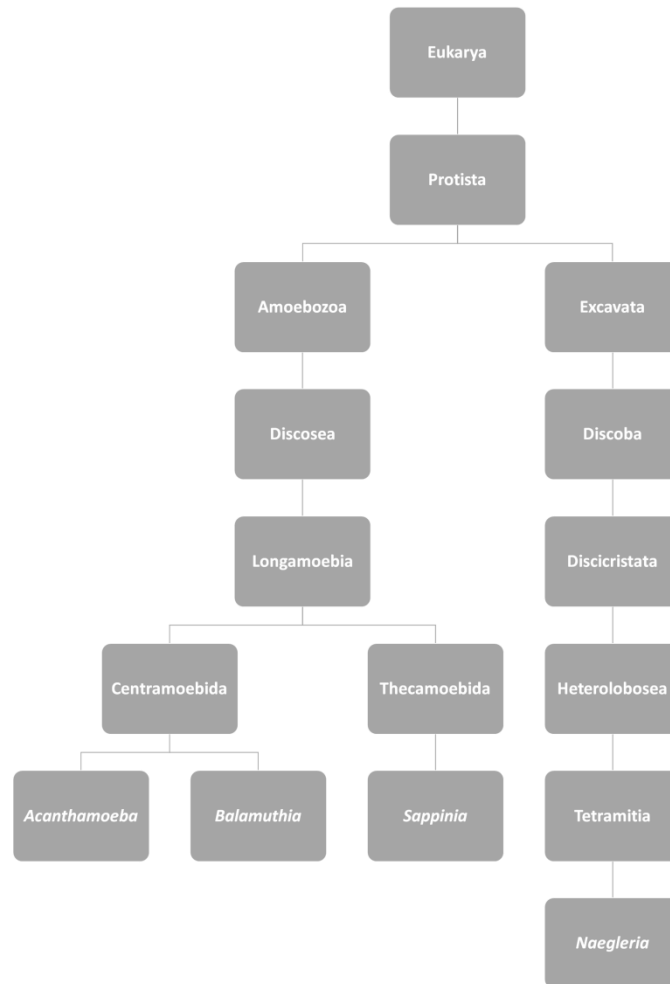 Eukarya
Protista
Amoebozoa
Excavata
Discosea
Discoba
Longamoebia
Discicristata
Centramoebida
Thecamoebida
Heterolobosea
Acanthamoeba
Balamuthia
Sappinia
Tetramitia
Naegleria